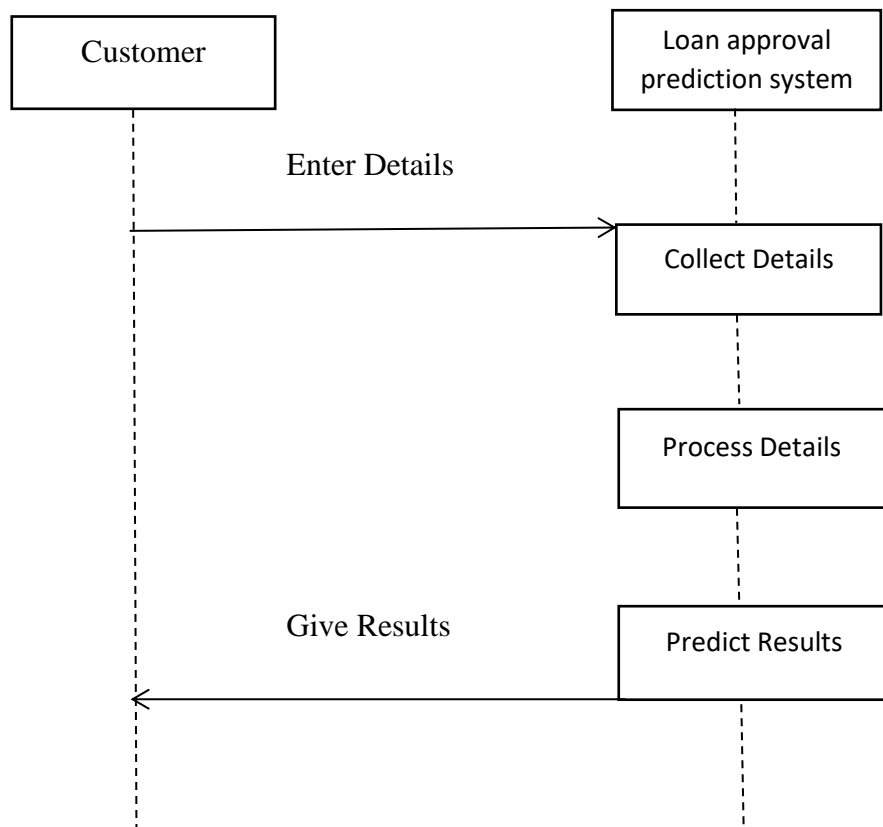 Customer
Loan approval
prediction system
Enter Details
Collect Details
Process Details
Give Results
Predict Results